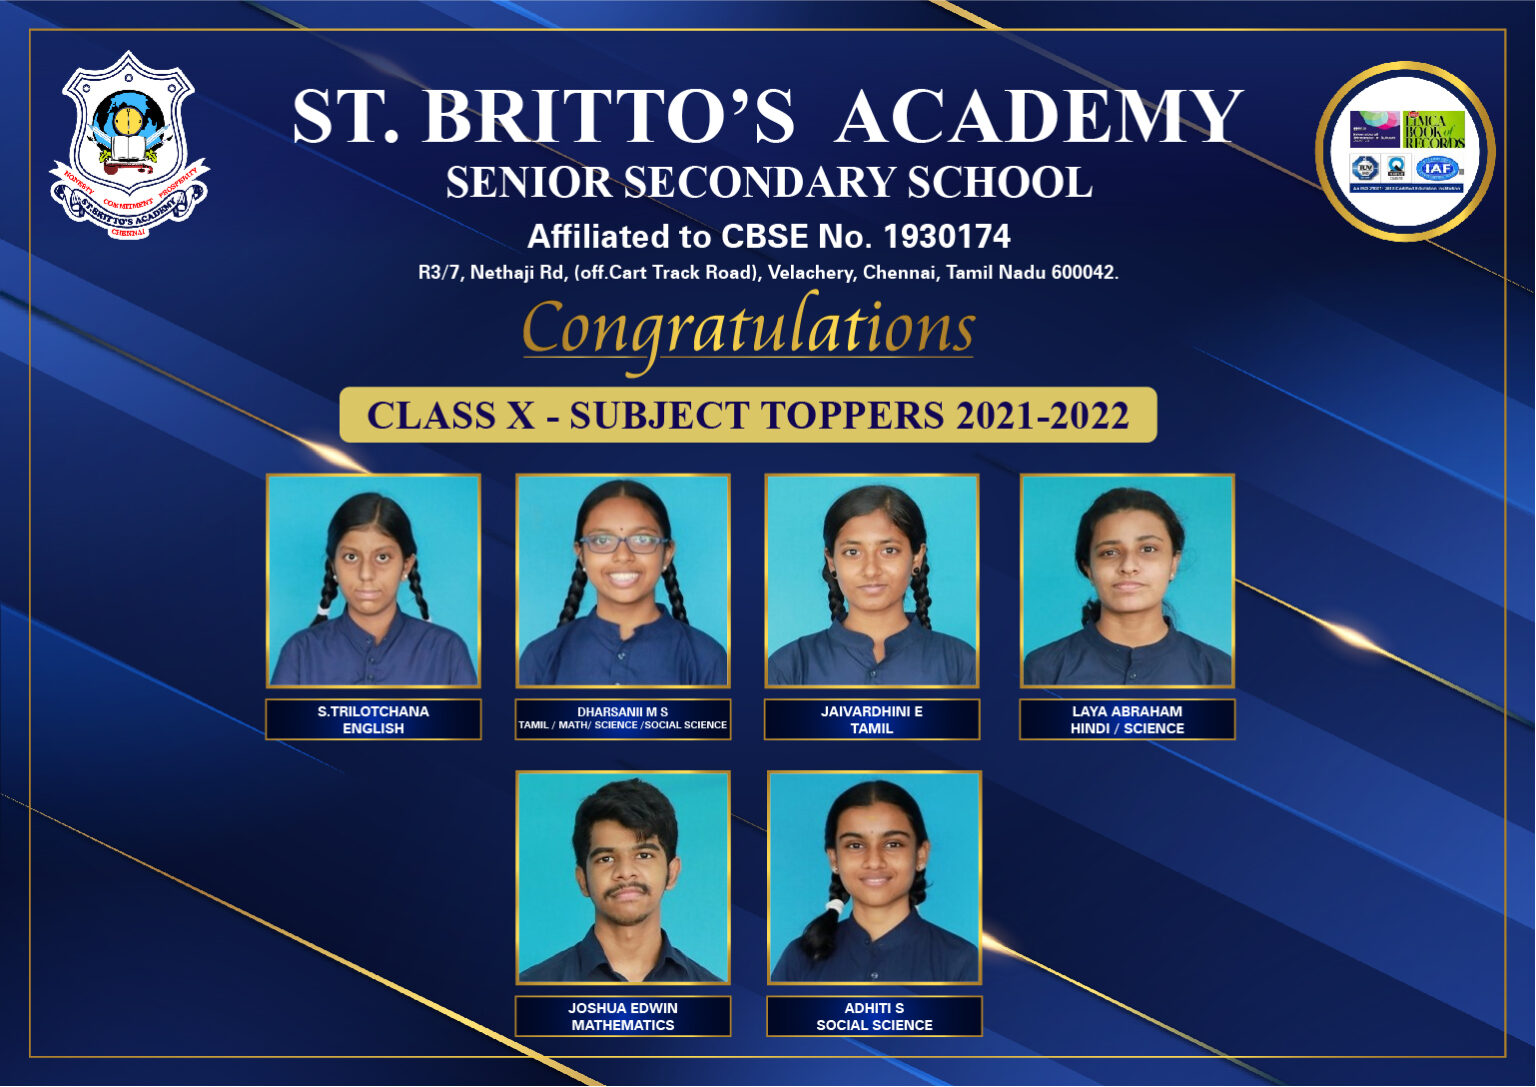 ST. BRITTO'S ACADEMY
SENIOR SECONDARY SCHOOL
Affiliated to CBSE No. 1930174
R3/7, Nethaji Rd, (off.Cart Track Road), Velachery, Chennai, Tamil Nadu 600042.
HONESTY
COMMITMENT
PROSPERITY
ST.BRITTO'S ACADEMY
CHENNAI
LIMCA
BOOK of
RECORDS
IAF
Congratulations
CLASS X - SUBJECT TOPPERS 2021-2022
S.TRILOTCHANA
ENGLISH
DHARSANII M S
TAMIL / MATH/ SCIENCE /SOCIAL SCIENCE
JAIVARDHINI E
TAMIL
LAYA ABRAHAM
HINDI / SCIENCE
JOSHUA EDWIN
MATHEMATICS
ADHITI S
SOCIAL SCIENCE